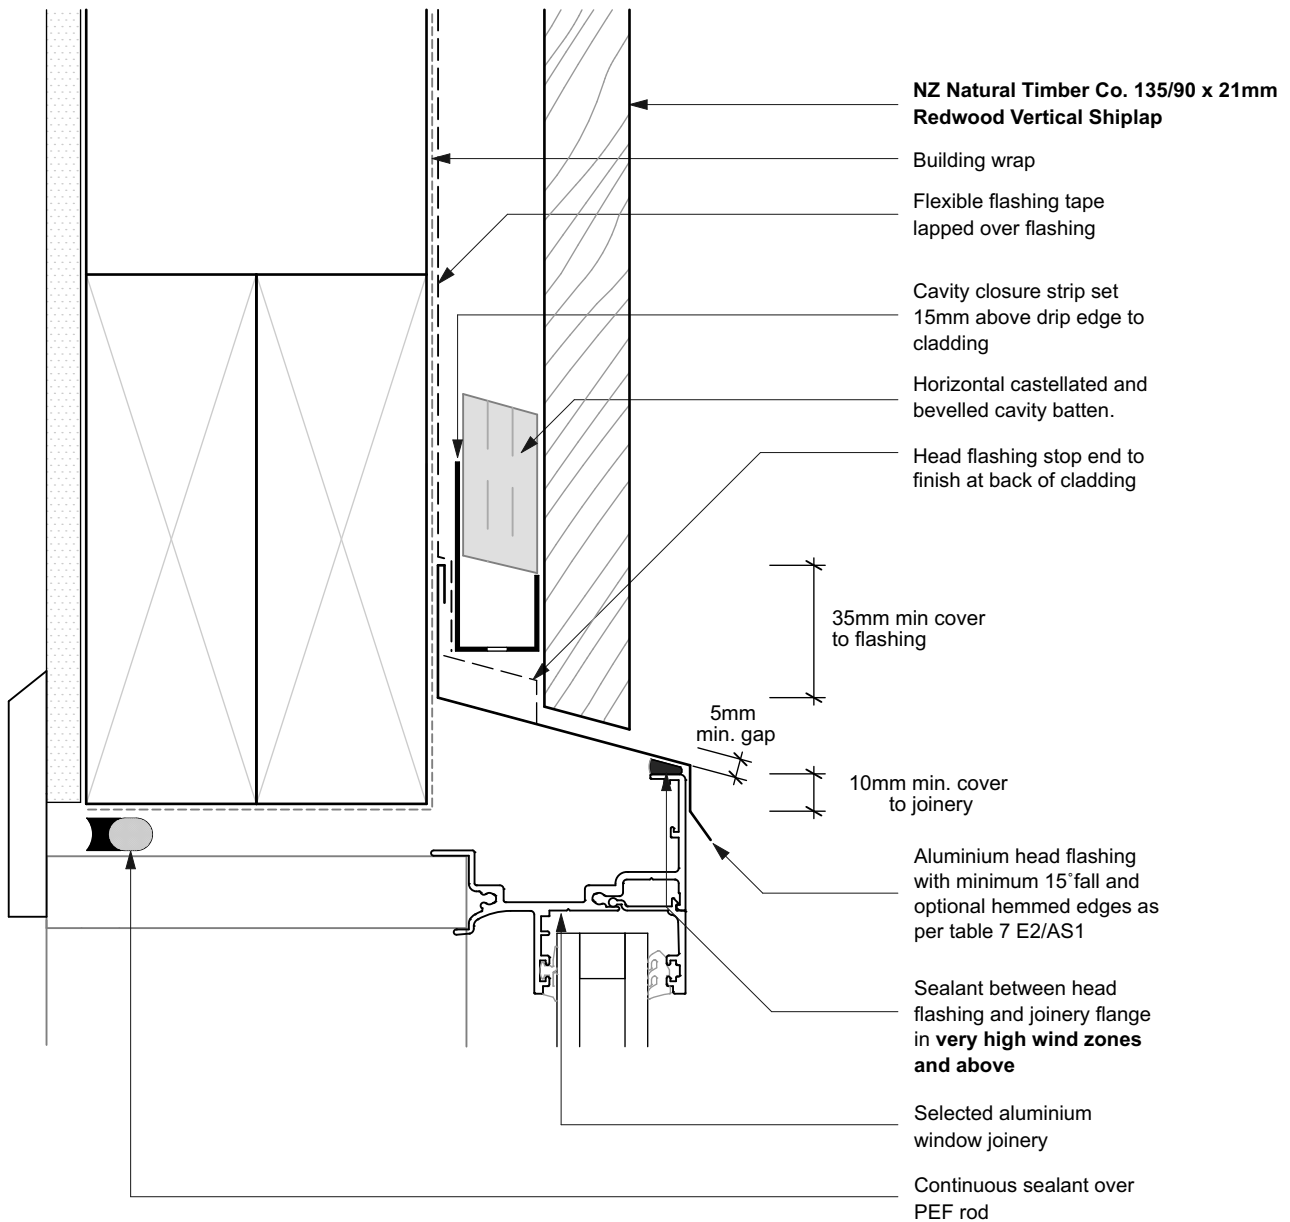 NZ Natural Timber Co. 135/90 x 21mm
Redwood Vertical Shiplap
Building wrap
Flexible flashing tape
lapped over flashing
Cavity closure strip set
15mm above drip edge to
cladding
Horizontal castellated and
bevelled cavity batten.
Head flashing stop end to
finish at back of cladding
35mm min cover
to flashing
5mm
min. gap
10mm min. cover
to joinery
Aluminium head flashing
with minimum 15˚fall and
optional hemmed edges as
per table 7 E2/AS1
Sealant between head
flashing and joinery flange
in very high wind zones
and above
Selected aluminium
window joinery
Continuous sealant over
PEF rod